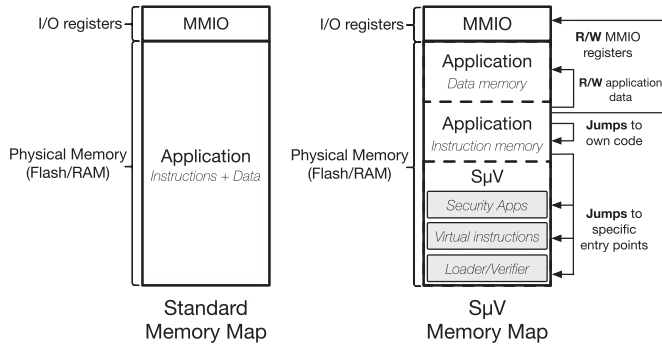 I/O registers
MMIO
Physical Memory
(Flash/RAM)
Application
Instructions + Data
Standard
Memory Map
I/O registers
MMIO
R/W MMIO
registers
Application
Data memory
R/W application
data
Application
Instruction memory
Jumps to
own code
Physical Memory
(Flash/RAM)
SμV
Security Apps
Virtual instructions
Loader/Verifier
Jumps to
specific
entry points
SμV
Memory Map